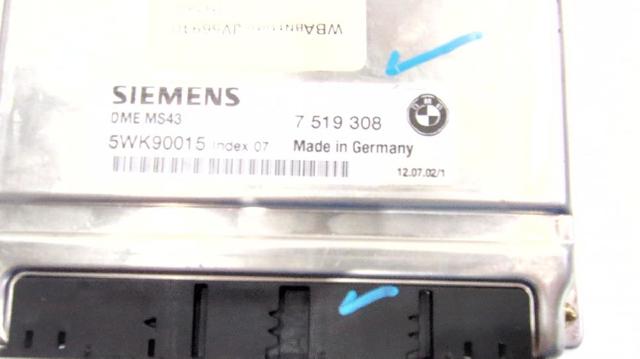 SIEMENS
DME MS43 7 519 308
5WK90015 Index 07 Made in Germany
12.07.02/1